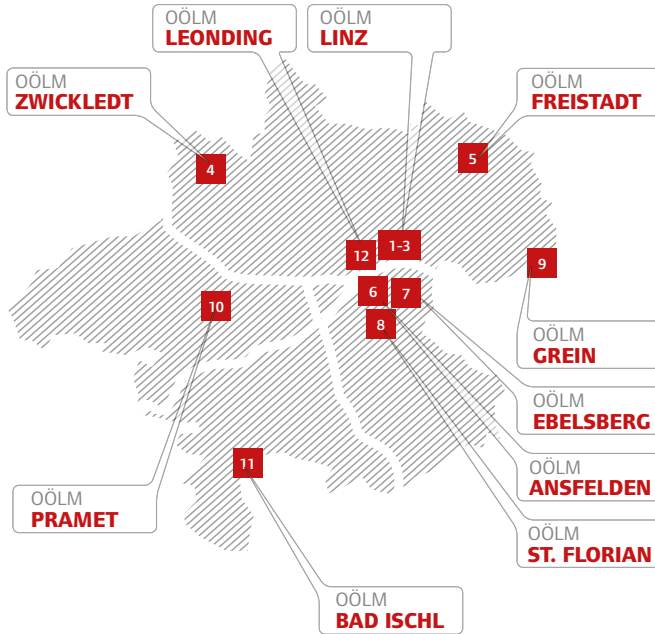 OÖLM
LEONDING
OÖLM
LINZ
OÖLM
ZWICKLEDT
OÖLM
FREISTADT
4
5
1-3
12
9
6
7
10
8
OÖLM
GREIN
OÖLM
EBELSBERG
11
OÖLM
ANSFELDEN
OÖLM
PRAMET
OÖLM
ST. FLORIAN
OÖLM
BAD ISCHL